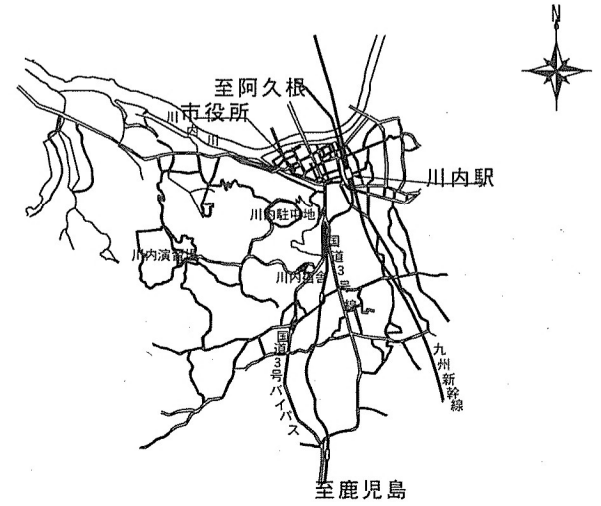 N
至阿久根
市役所
川内川
川内駅
川内駐屯地
国道3号線
川内演習場
川内宿舎
国道3号バイパス
九州新幹線
至鹿児島